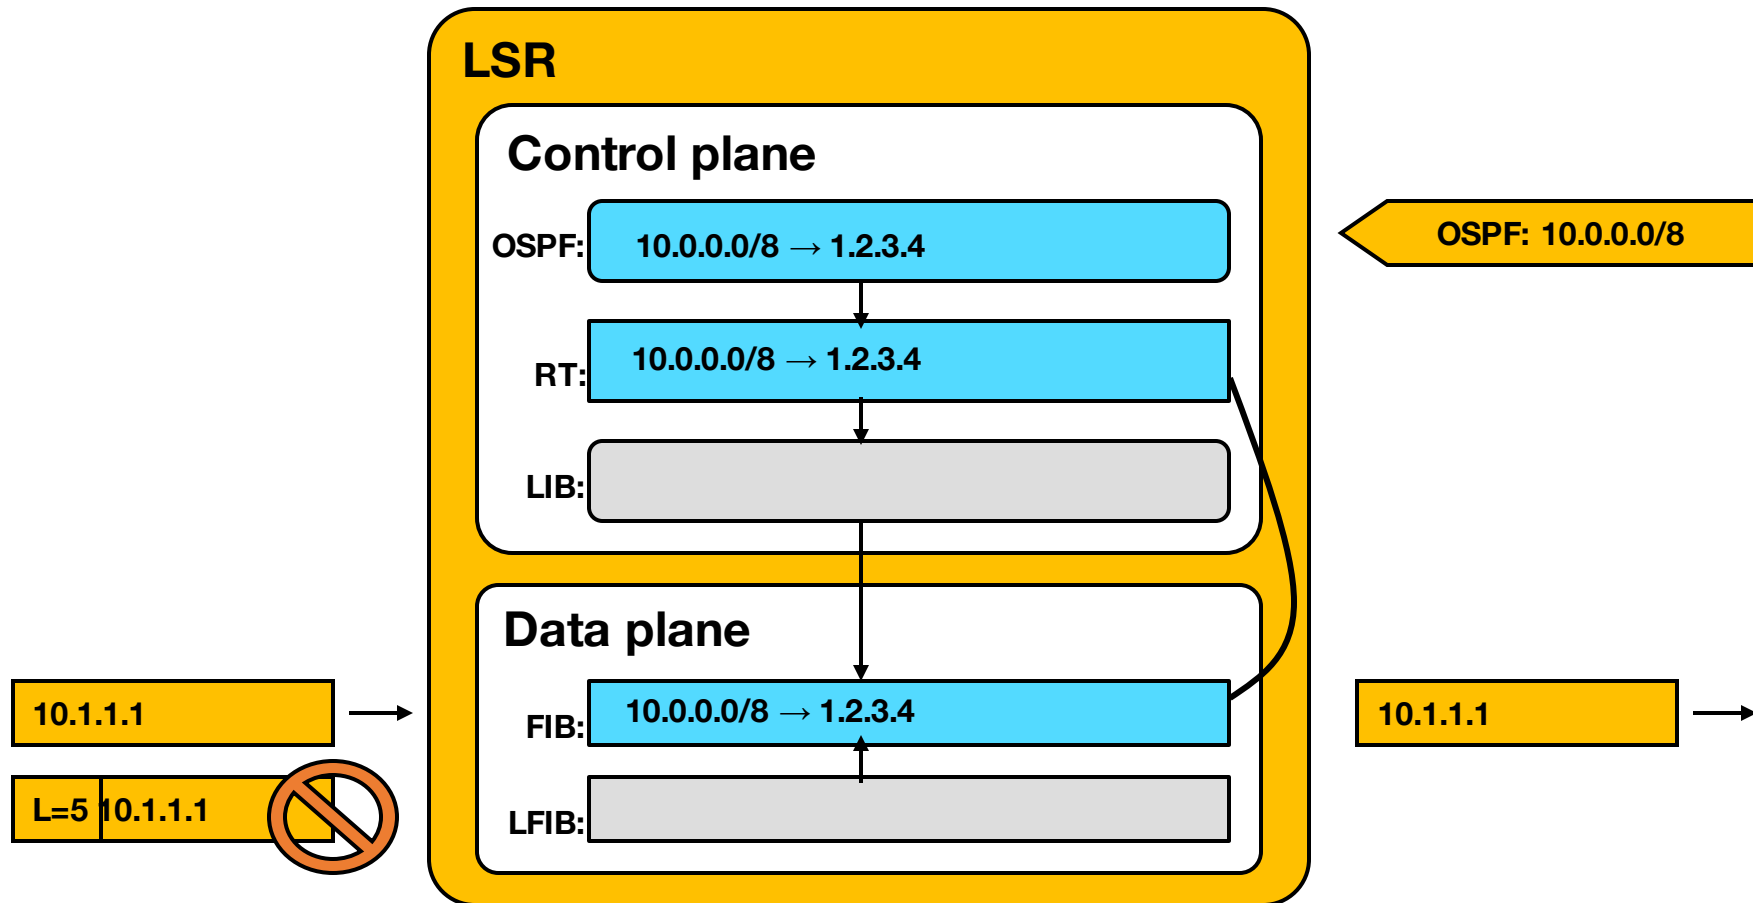 LSR
Control plane
OSPF: 10.0.0.0/8 → 1.2.3.4
OSPF: 10.0.0.0/8
RT: 10.0.0.0/8 → 1.2.3.4
LIB:
Data plane
10.1.1.1
FIB: 10.0.0.0/8 → 1.2.3.4
10.1.1.1
L=5 10.1.1.1
LFIB: